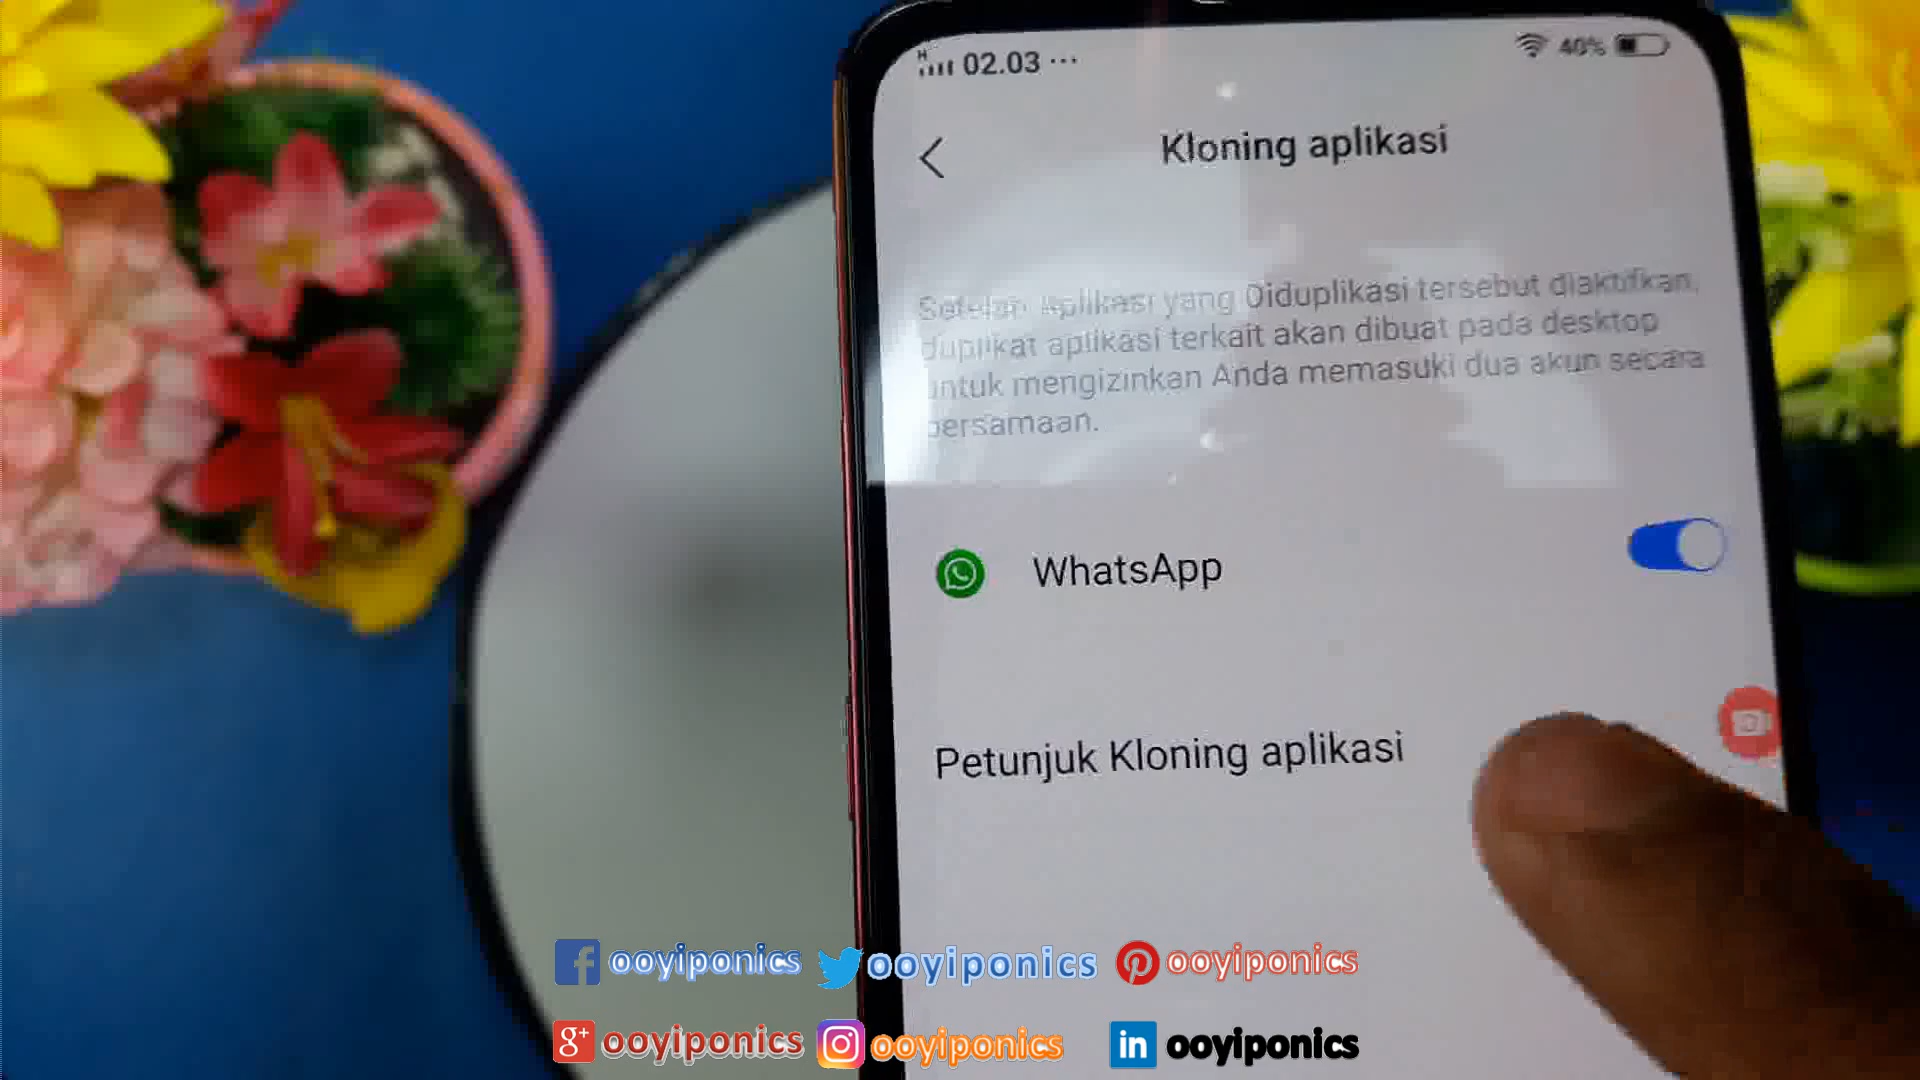 H 02.03 ... 40%
Kloning aplikasi
Setelah aplikasi yang Diduplikasi tersebut diaktifkan,
duplikat aplikasi terkait akan dibuat pada desktop
untuk mengizinkan Anda memasuki dua akun secara
bersamaan.
WhatsApp
Petunjuk Kloning aplikasi
f ooyiponics ooyiponics ooyiponics
g+ ooyiponics ooyiponics in ooyiponics